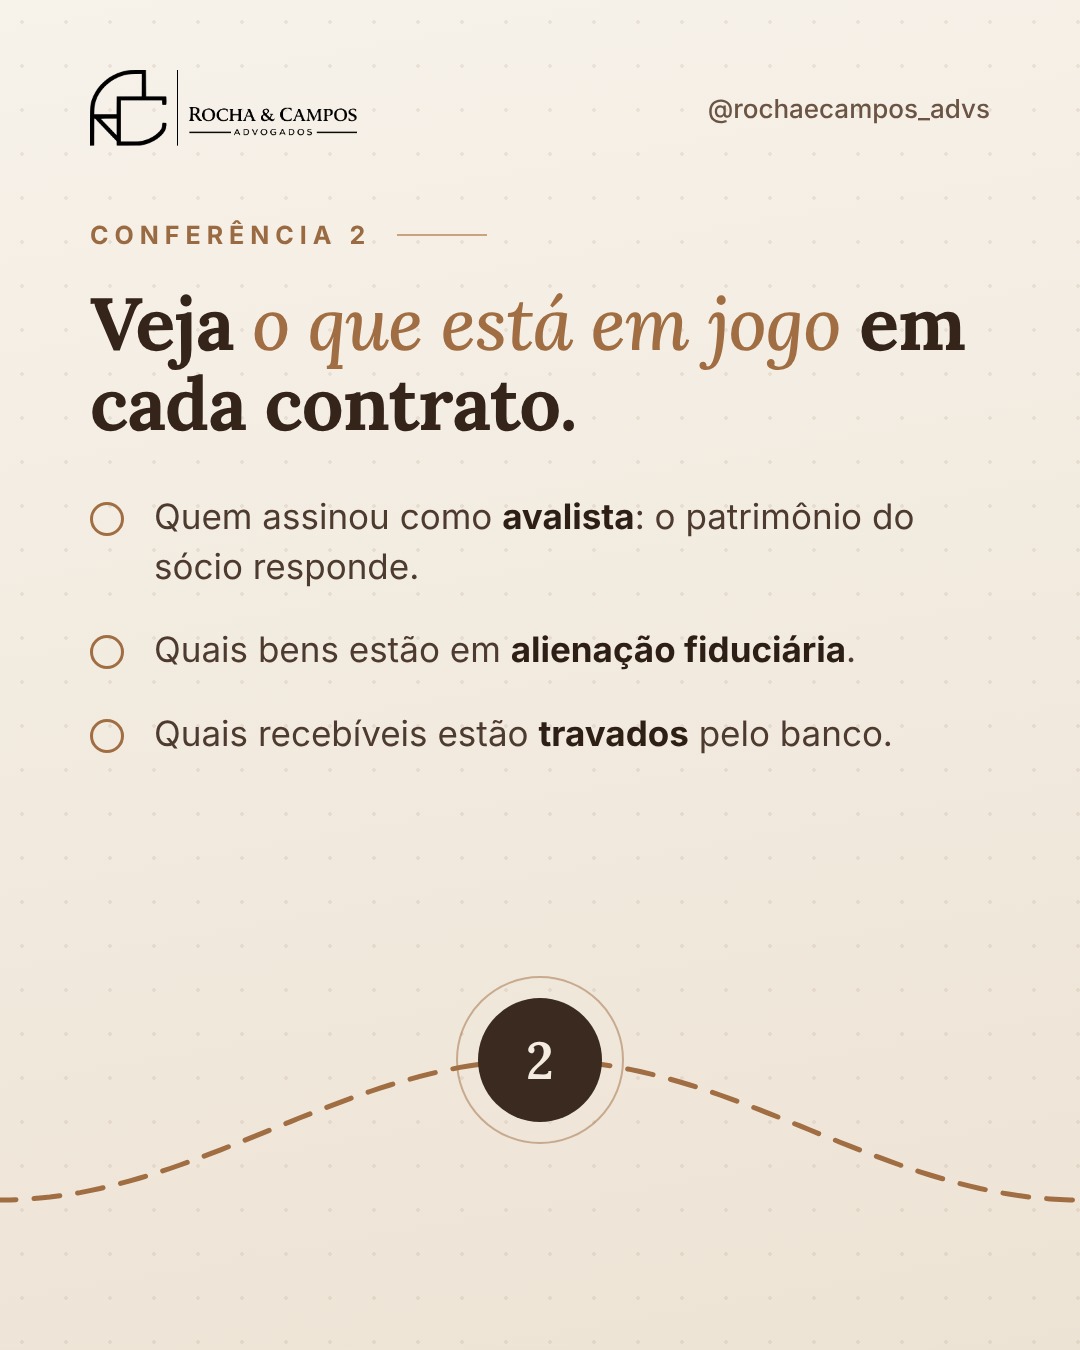 ROCHA & CAMPOS
ADVOGADOS
@rochaecampos_advs
CONFERÊNCIA 2
Veja o que está em jogo em
cada contrato.
Quem assinou como avalista: o patrimônio do
sócio responde.
Quais bens estão em alienação fiduciária.
Quais recebíveis estão travados pelo banco.
2